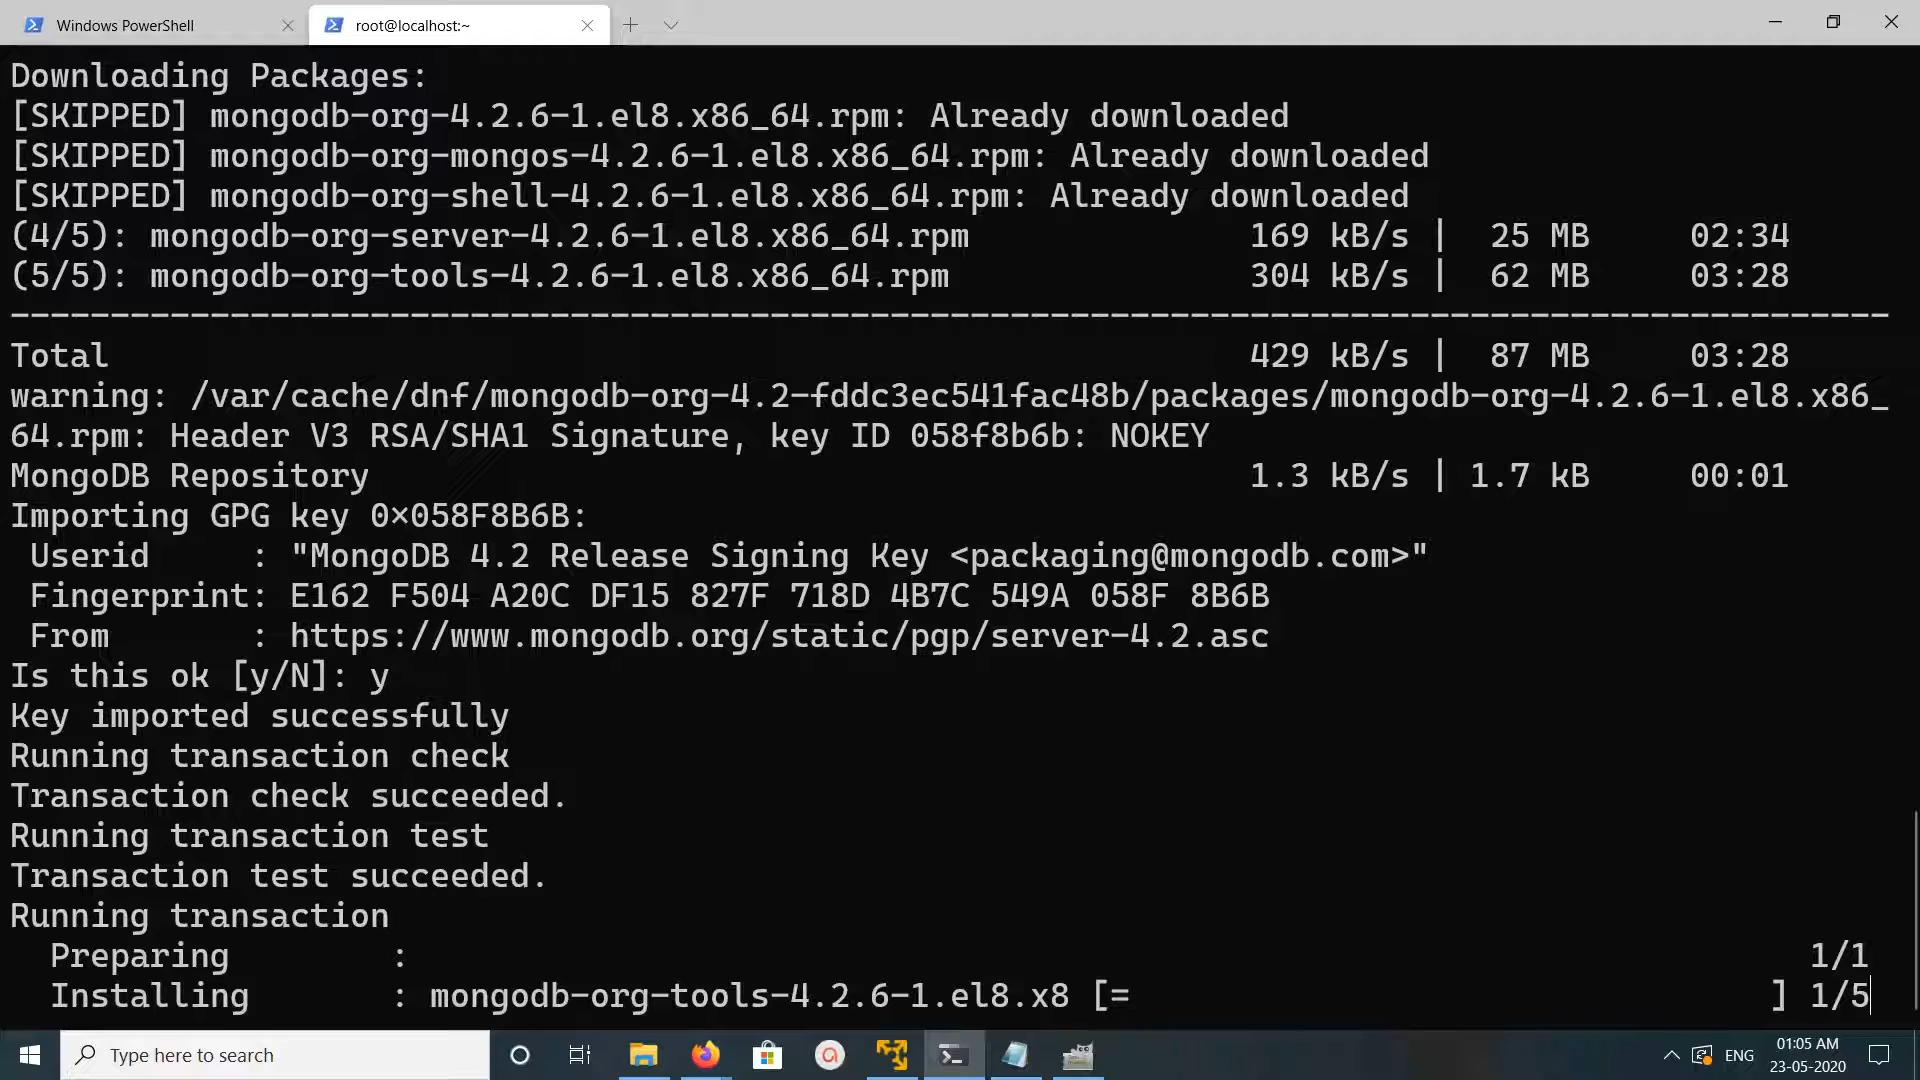 Windows PowerShell
root@localhost:~
Downloading Packages:
[SKIPPED] mongodb-org-4.2.6-1.el8.x86_64.rpm: Already downloaded
[SKIPPED] mongodb-org-mongos-4.2.6-1.el8.x86_64.rpm: Already downloaded
[SKIPPED] mongodb-org-shell-4.2.6-1.el8.x86_64.rpm: Already downloaded
(4/5): mongodb-org-server-4.2.6-1.el8.x86_64.rpm 169 kB/s | 25 MB 02:34
(5/5): mongodb-org-tools-4.2.6-1.el8.x86_64.rpm 304 kB/s | 62 MB 03:28
----------------------------------------------------------------------------------------------
Total 429 kB/s | 87 MB 03:28
warning: /var/cache/dnf/mongodb-org-4.2-fddc3ec541fac48b/packages/mongodb-org-4.2.6-1.el8.x86_
64.rpm: Header V3 RSA/SHA1 Signature, key ID 058f8b6b: NOKEY
MongoDB Repository 1.3 kB/s | 1.7 kB 00:01
Importing GPG key 0x058F8B6B:
Userid : "MongoDB 4.2 Release Signing Key <packaging@mongodb.com>"
Fingerprint: E162 F504 A20C DF15 827F 718D 4B7C 549A 058F 8B6B
From : https://www.mongodb.org/static/pgp/server-4.2.asc
Is this ok [y/N]: y
Key imported successfully
Running transaction check
Transaction check succeeded.
Running transaction test
Transaction test succeeded.
Running transaction
Preparing : 1/1
Installing : mongodb-org-tools-4.2.6-1.el8.x8 [= ] 1/5
Type here to search
ENG
01:05 AM
23-05-2020